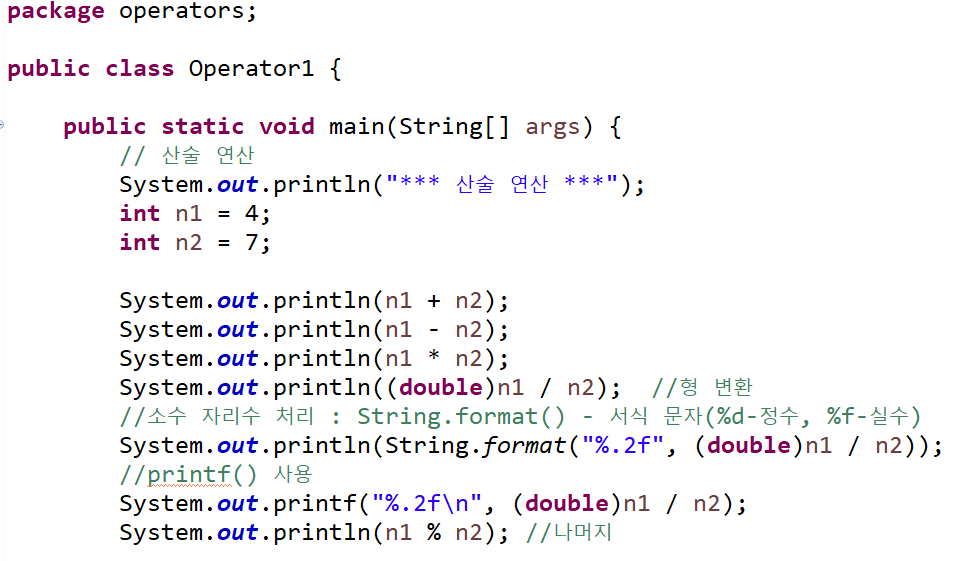 package operators;
public class Operator1 {
public static void main(String[] args) {
// 산술 연산
System.out.println("*** 산술 연산 ***");
int n1 = 4;
int n2 = 7;
System.out.println(n1 + n2);
System.out.println(n1 - n2);
System.out.println(n1 * n2);
System.out.println((double)n1 / n2);  //형 변환
//소수 자리수 처리 : String.format() - 서식 문자(%d-정수, %f-실수)
System.out.println(String.format("%.2f", (double)n1 / n2));
//printf() 사용
System.out.printf("%.2f\n", (double)n1 / n2);
System.out.println(n1 % n2); //나머지